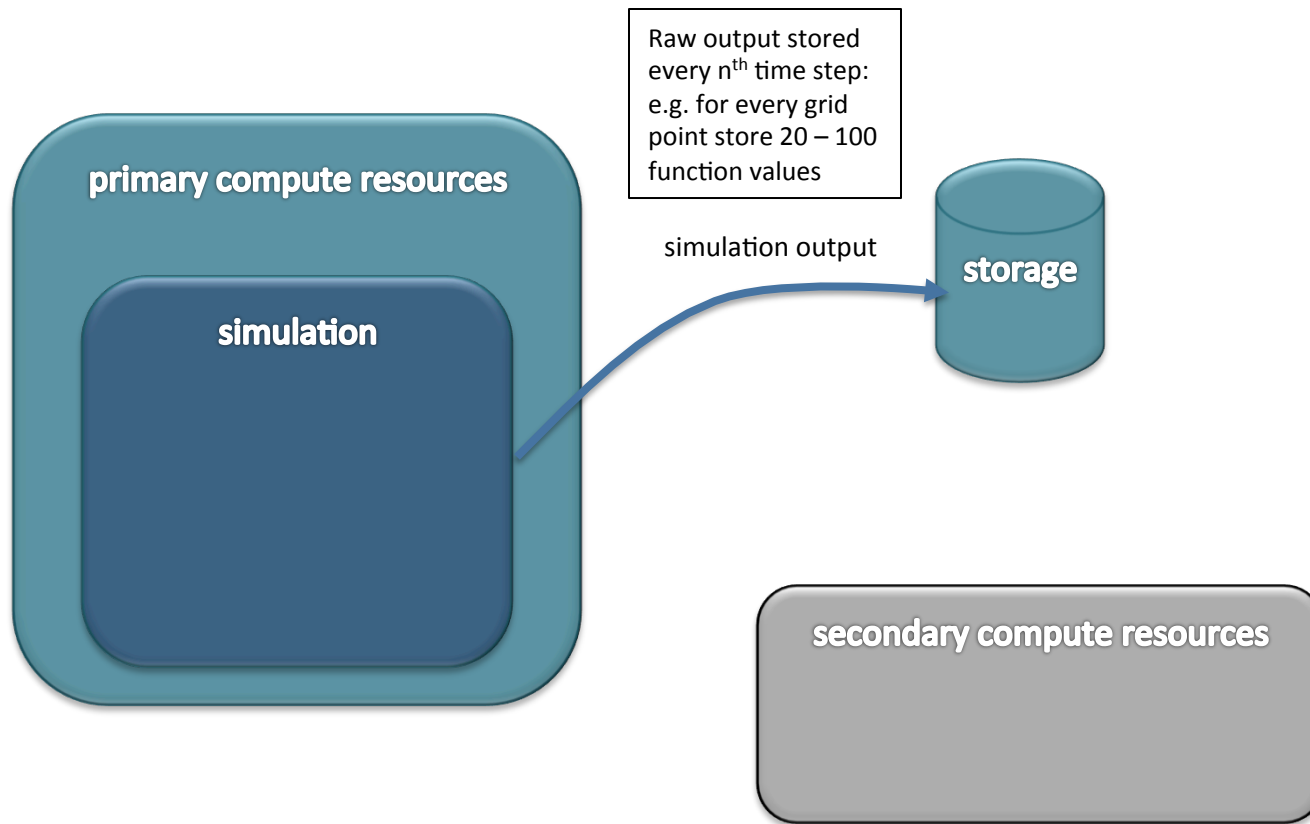 Raw output stored
every nth time step:
e.g. for every grid
point store 20 – 100
function values
primary compute resources
simulation output
storage
simulation
secondary compute resources